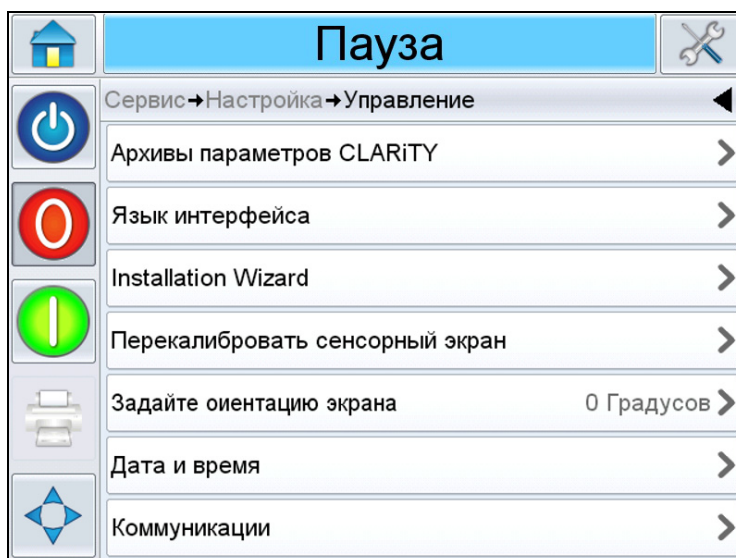 Пауза
Сервис→Настройка→Управление
Архивы параметров CLARiTY
Язык интерфейса
Installation Wizard
Перекалибровать сенсорный экран
Задайте оиентацию экрана 0 Градусов
Дата и время
Коммуникации